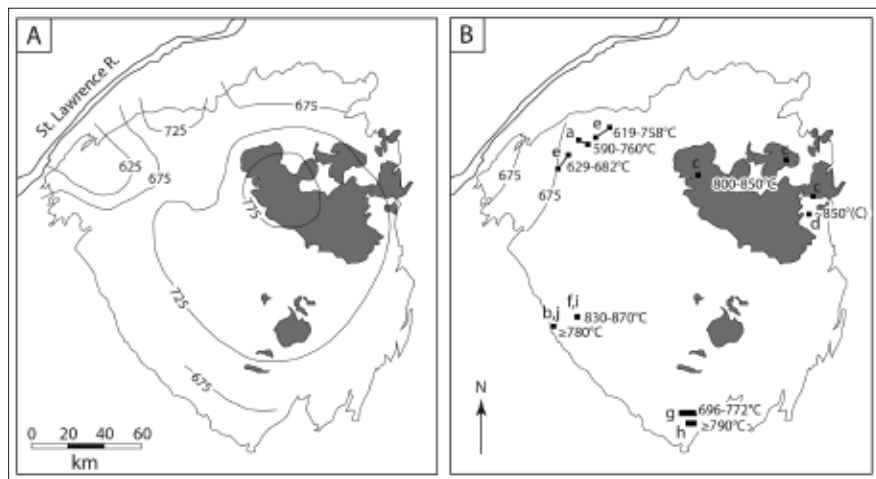 A
St. Lawrence R.
675
725
625
675
775
725
675
0 20 40 60
km
B
e
a
619-758°C
590-760°C
e
629-682°C
675
675
c
c
800-850°C
c
~850°(C)
d
f,i
b,j
830-870°C
≥780°C
N
g
696-772°C
h
≥790°C